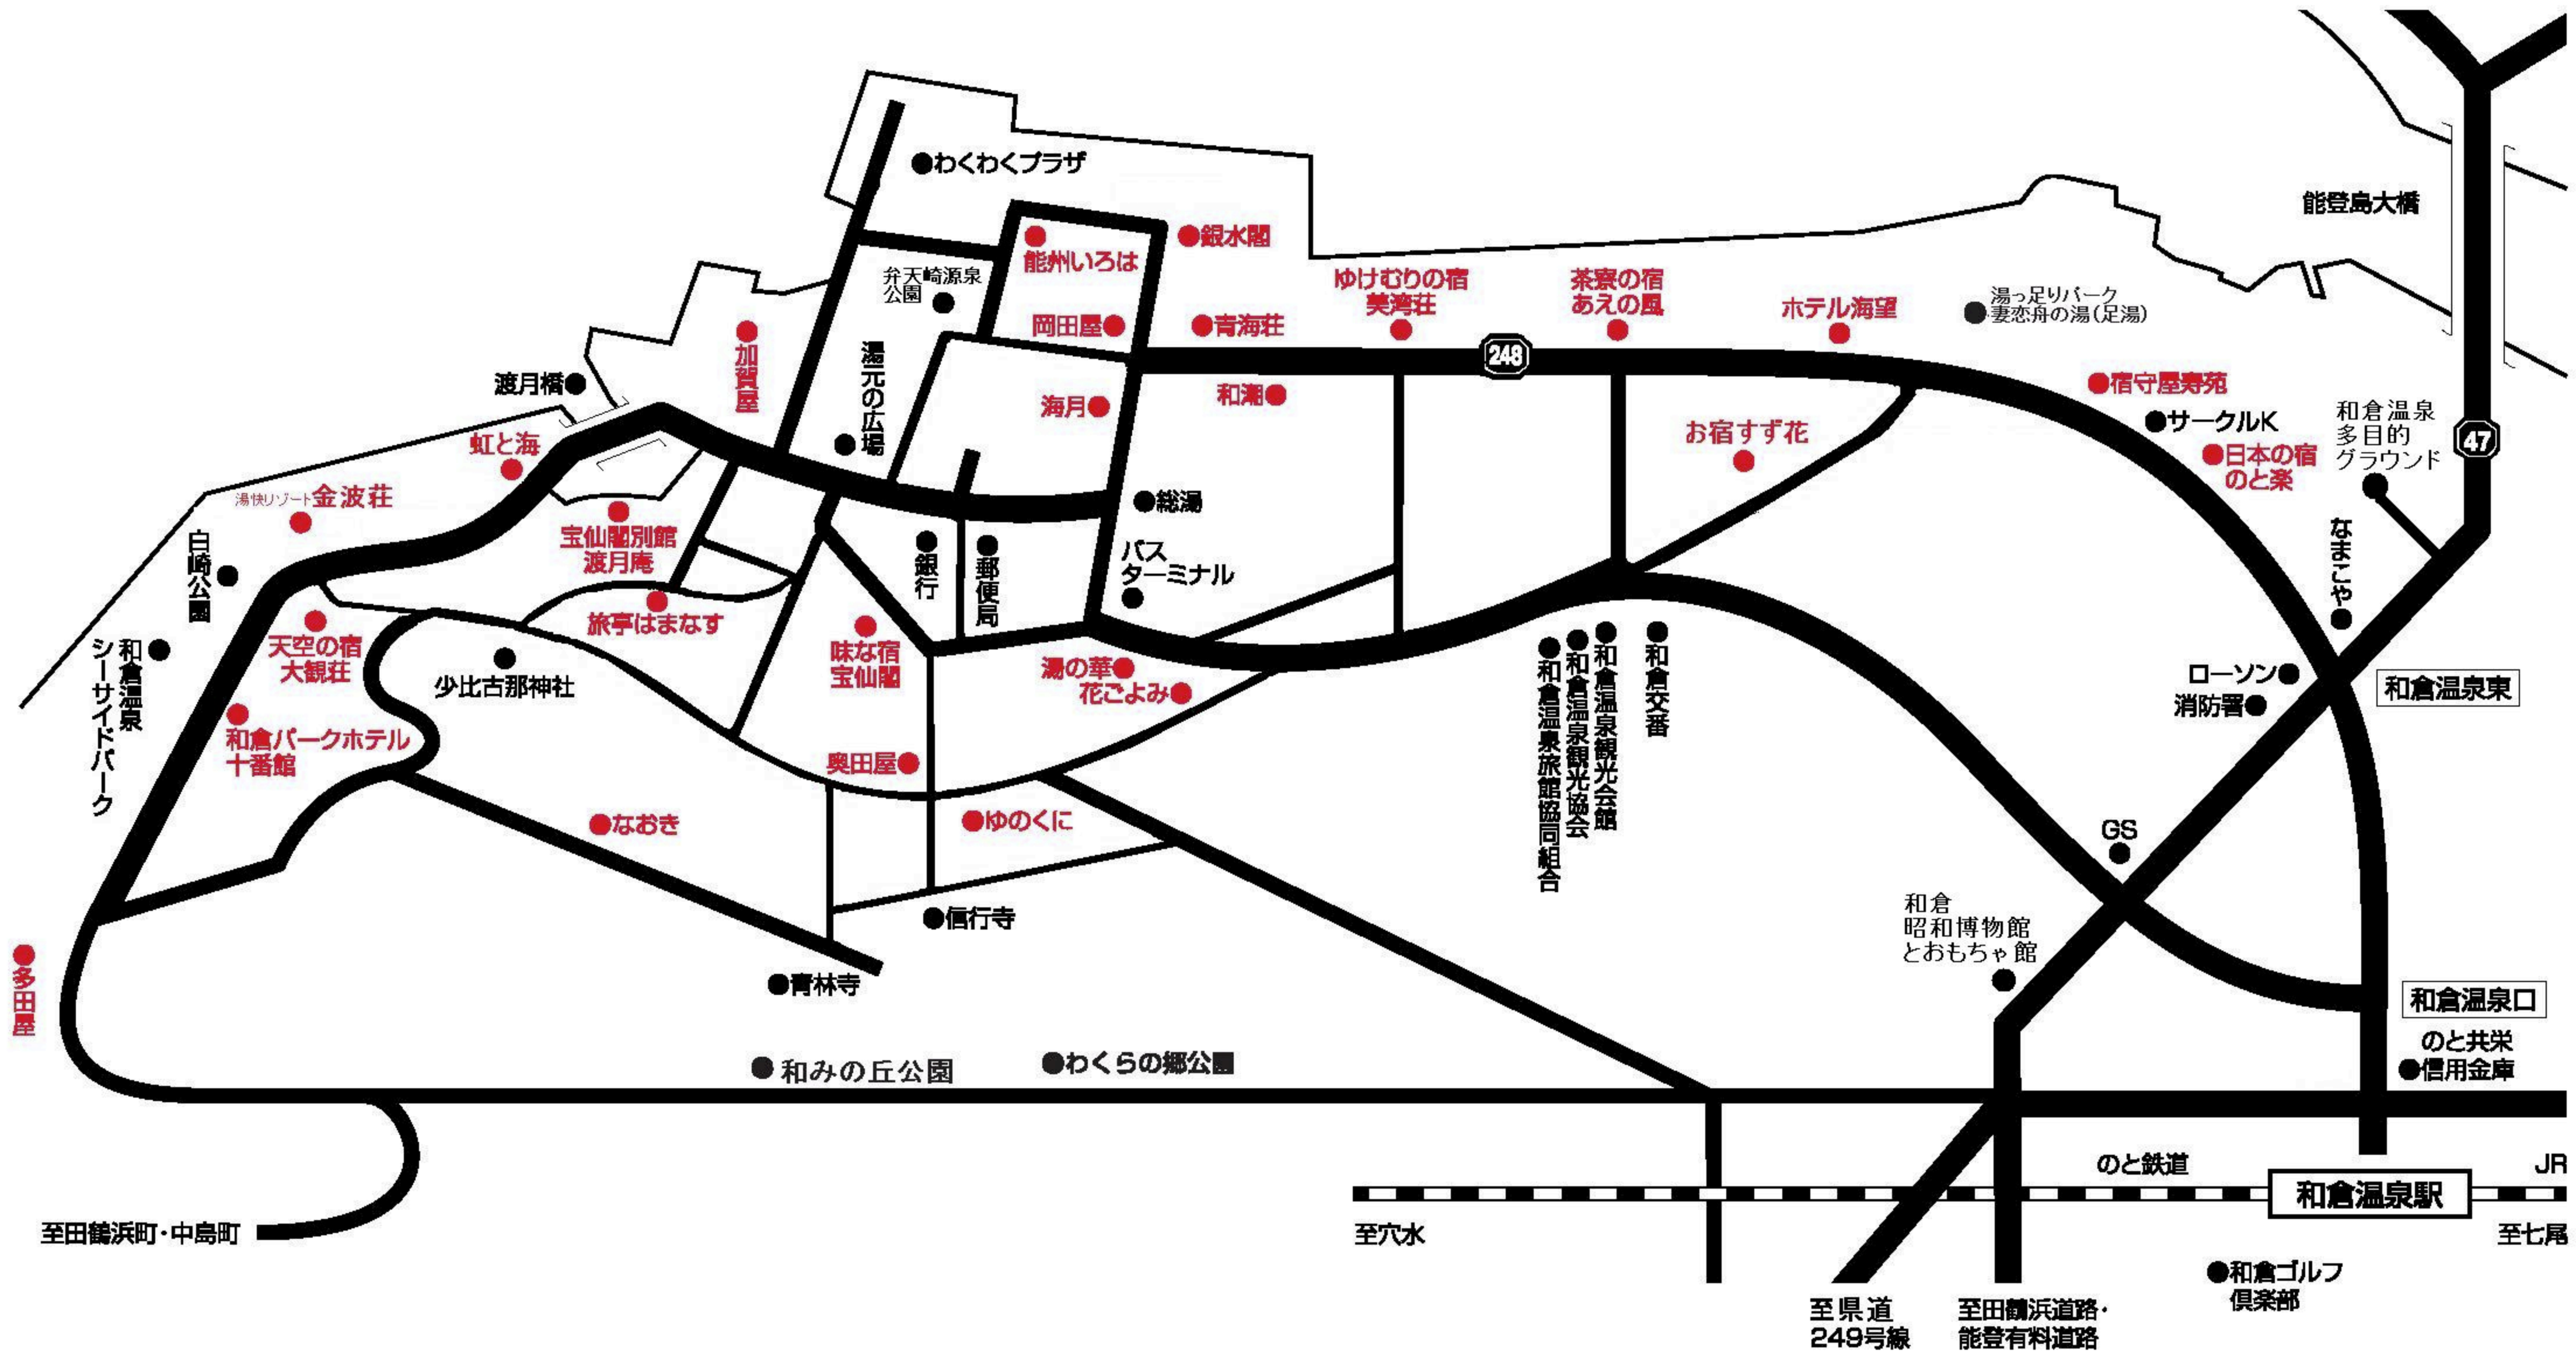 わくわくプラザ
能登島大橋
銀水閣
能州いろは
弁天崎源泉
公園
ゆけむりの宿
美湾荘
茶寮の宿
あえの風
ホテル海望
湯っ足りパーク
妻恋舟の湯(足湯)
岡田屋
青海荘
248
加賀屋
湯元の広場
渡月橋
海月
和潮
宿守屋寿苑
サークルK
和倉温泉
多目的
グラウンド
47
日本の宿
のと楽
お宿すず花
虹と海
湯快リゾート金波荘
宝仙閣別館
渡月庵
総湯
バス
ターミナル
銀行
郵便局
白崎公園
なまこや
天空の宿
大観荘
旅亭はまなす
味な宿
宝仙閣
湯の華
花ごよみ
少比古那神社
和倉温泉
シーサイドパーク
和倉パークホテル
十番館
和倉交番
和倉温泉観光会館
和倉温泉観光協会
和倉温泉旅館協同組合
ローソン
消防署
和倉温泉東
奥田屋
なおき
ゆのくに
GS
信行寺
青林寺
和倉
昭和博物館
とおもちゃ館
多田屋
和倉温泉口
のと共栄
信用金庫
和みの丘公園
わくらの郷公園
のと鉄道
JR
和倉温泉駅
至田鶴浜町・中島町
至穴水
至七尾
和倉ゴルフ
倶楽部
至県道
249号線
至田鶴浜道路・
能登有料道路